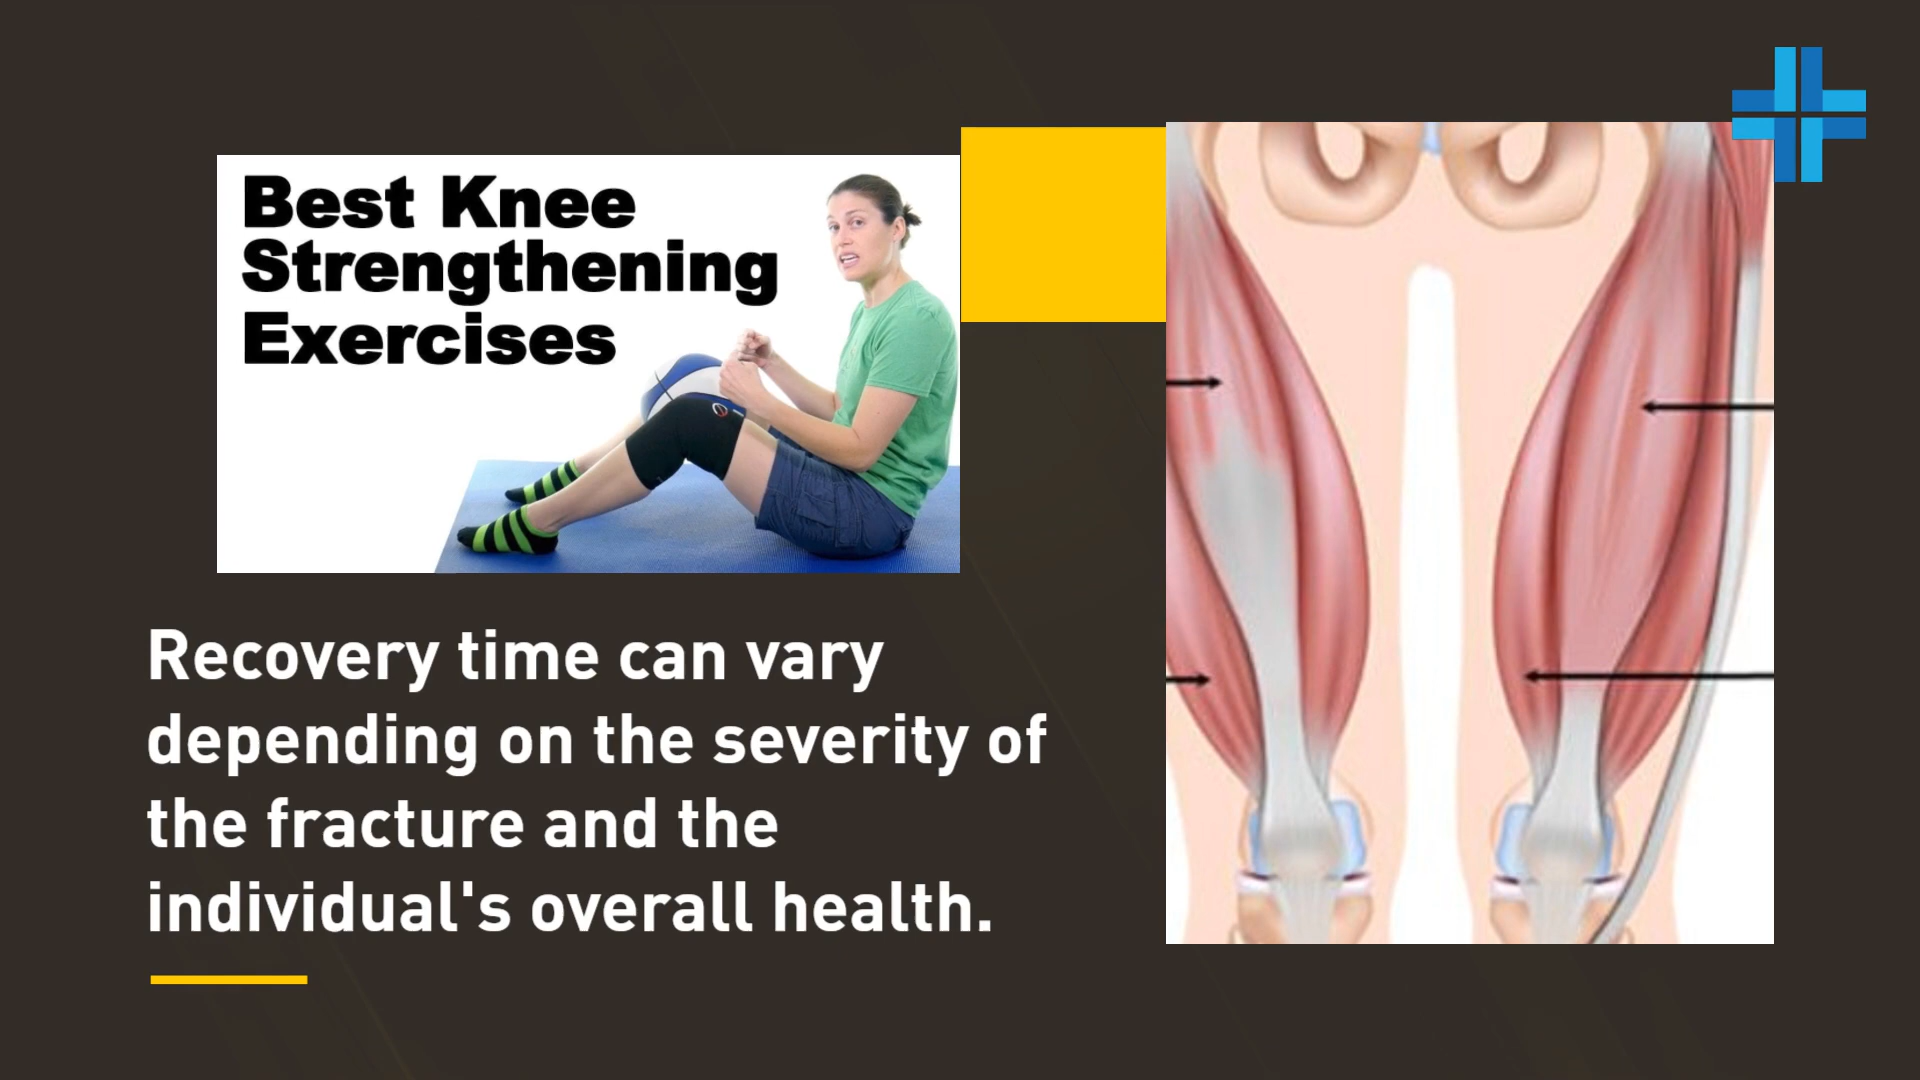 Best Knee
Strengthening
Exercises
Recovery time can vary
depending on the severity of
the fracture and the
individual's overall health.